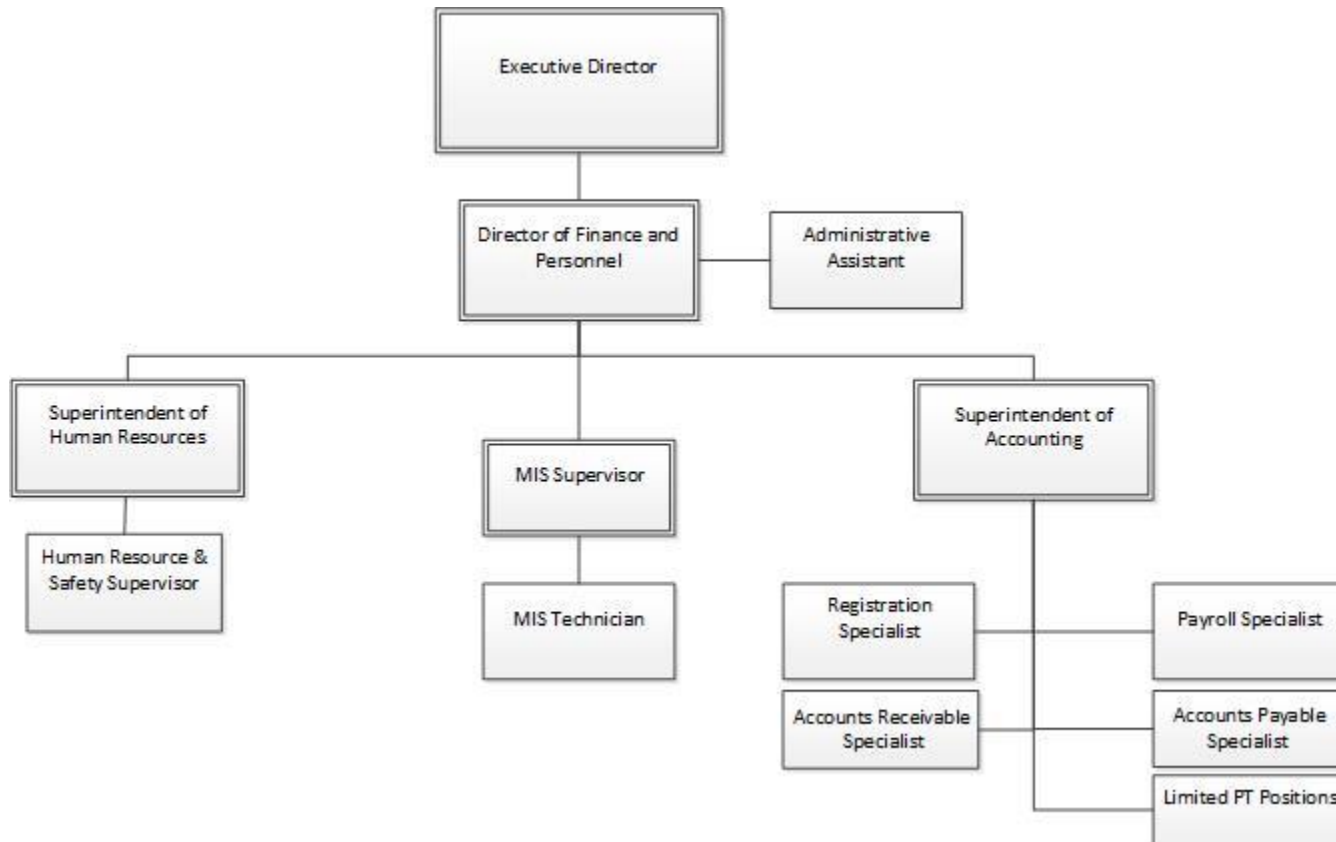 Executive Director
Director of Finance and
Personnel
Administrative
Assistant
Superintendent of
Human Resources
MIS Supervisor
Superintendent of
Accounting
Human Resource &
Safety Supervisor
MIS Technician
Registration
Specialist
Payroll Specialist
Accounts Receivable
Specialist
Accounts Payable
Specialist
Limited PT Positions